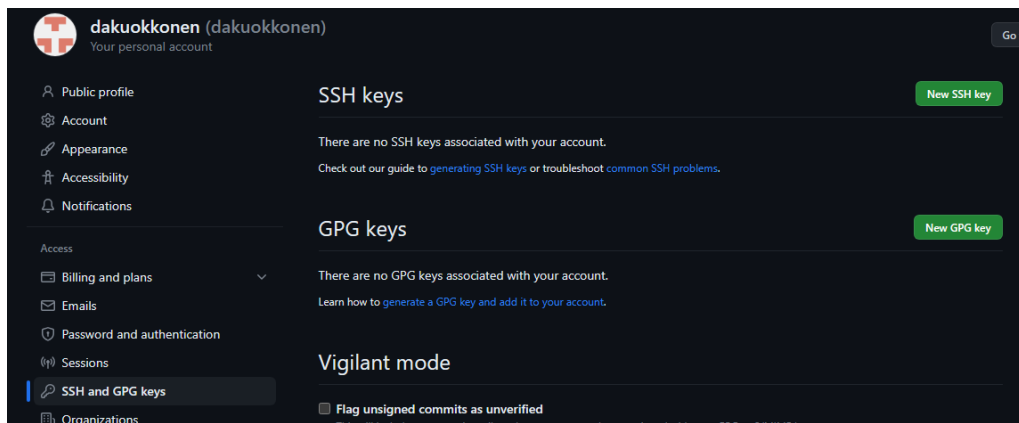 dakuokkonen (dakuokkonen)
Your personal account
Go
Public profile
Account
Appearance
Accessibility
Notifications
Access
Billing and plans
Emails
Password and authentication
Sessions
SSH and GPG keys
Organizations
SSH keys
New SSH key
There are no SSH keys associated with your account.
Check out our guide to generating SSH keys or troubleshoot common SSH problems.
GPG keys
New GPG key
There are no GPG keys associated with your account.
Learn how to generate a GPG key and add it to your account.
Vigilant mode
Flag unsigned commits as unverified